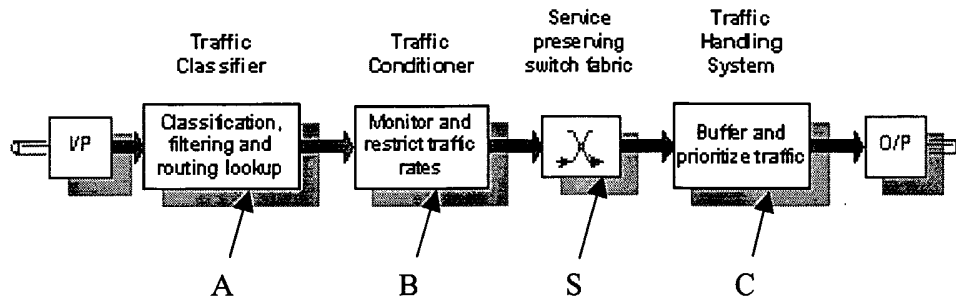 Traffic
Classifier
Traffic
Conditioner
Service
preserving
switch fabric
Traffic
Handling
System
I/P
Classification,
filtering and
routing lookup
Monitor and
restrict traffic
rates
Buffer and
prioritize traffic
O/P
A
B
S
C